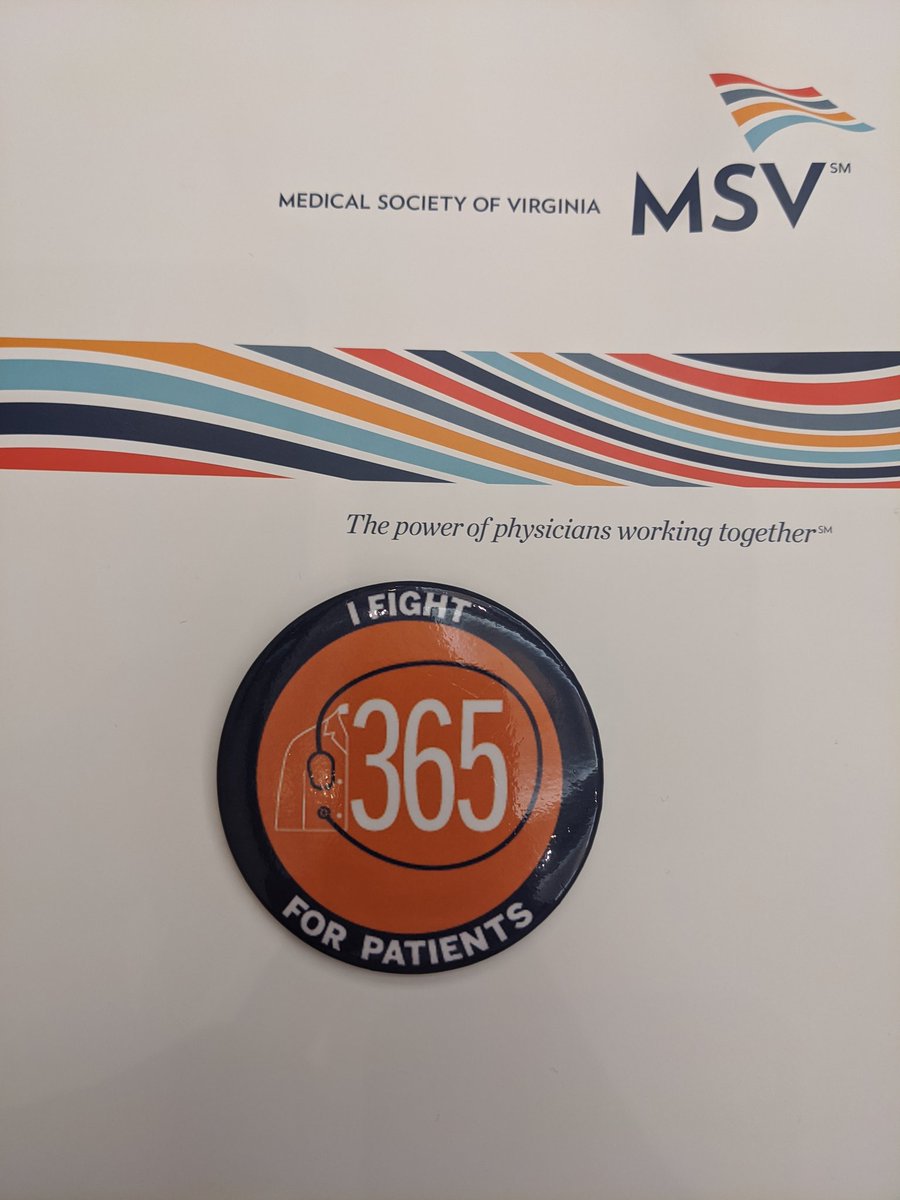 MEDICAL SOCIETY OF VIRGINIA
MSV℠
The power of physicians working together℠
I FIGHT
365
FOR PATIENTS